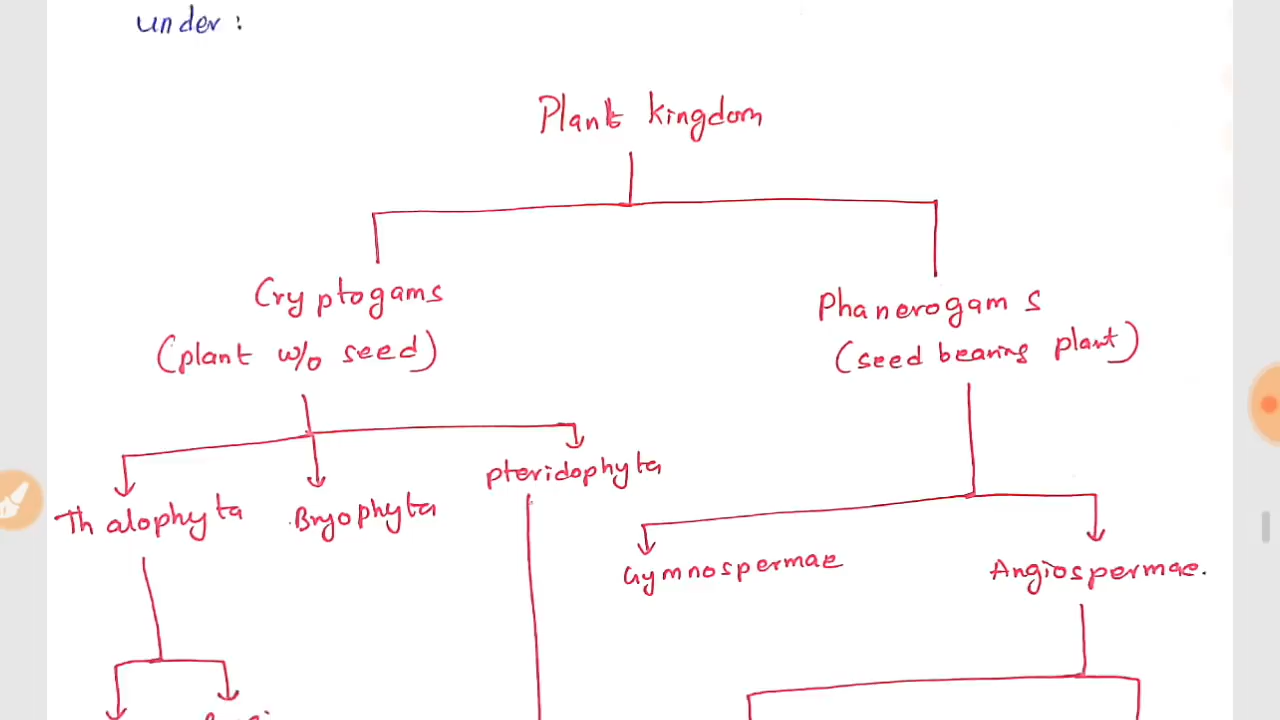 under :
Plant kingdom
Cryptogams
(plant w/o seed)
Phanerogams
(seed bearing plant)
Thalophyta
Bryophyta
pteridophyta
Gymnospermae
Angiospermae.